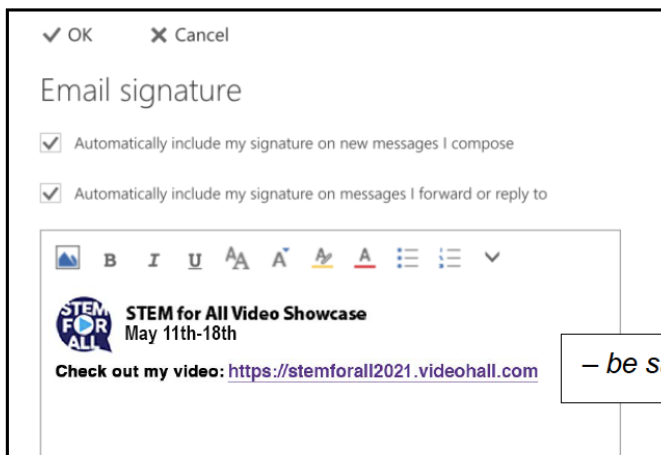 OK Cancel
Email signature
Automatically include my signature on new messages I compose
Automatically include my signature on messages I forward or reply to
B I U AA A A A
STEM FOR ALL
STEM for All Video Showcase
May 11th-18th
Check out my video: https://stemforall2021.videohall.com
– be